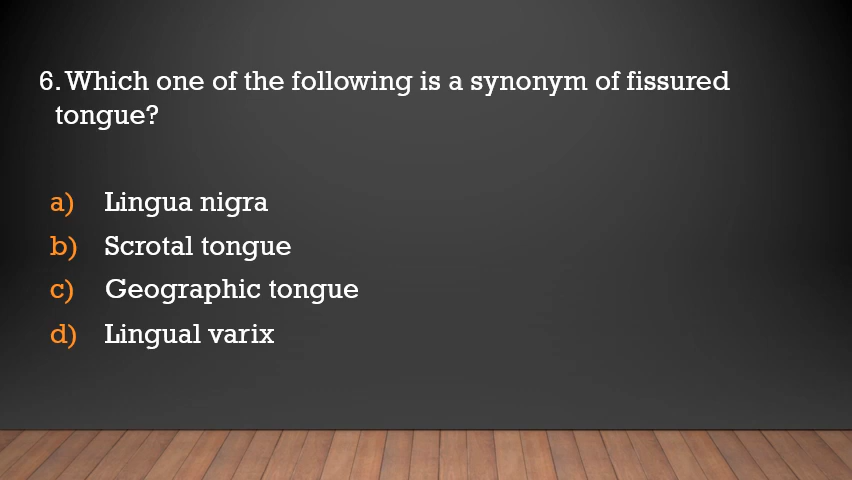 6. Which one of the following is a synonym of fissured
tongue?
a) Lingua nigra
b) Scrotal tongue
c) Geographic tongue
d) Lingual varix